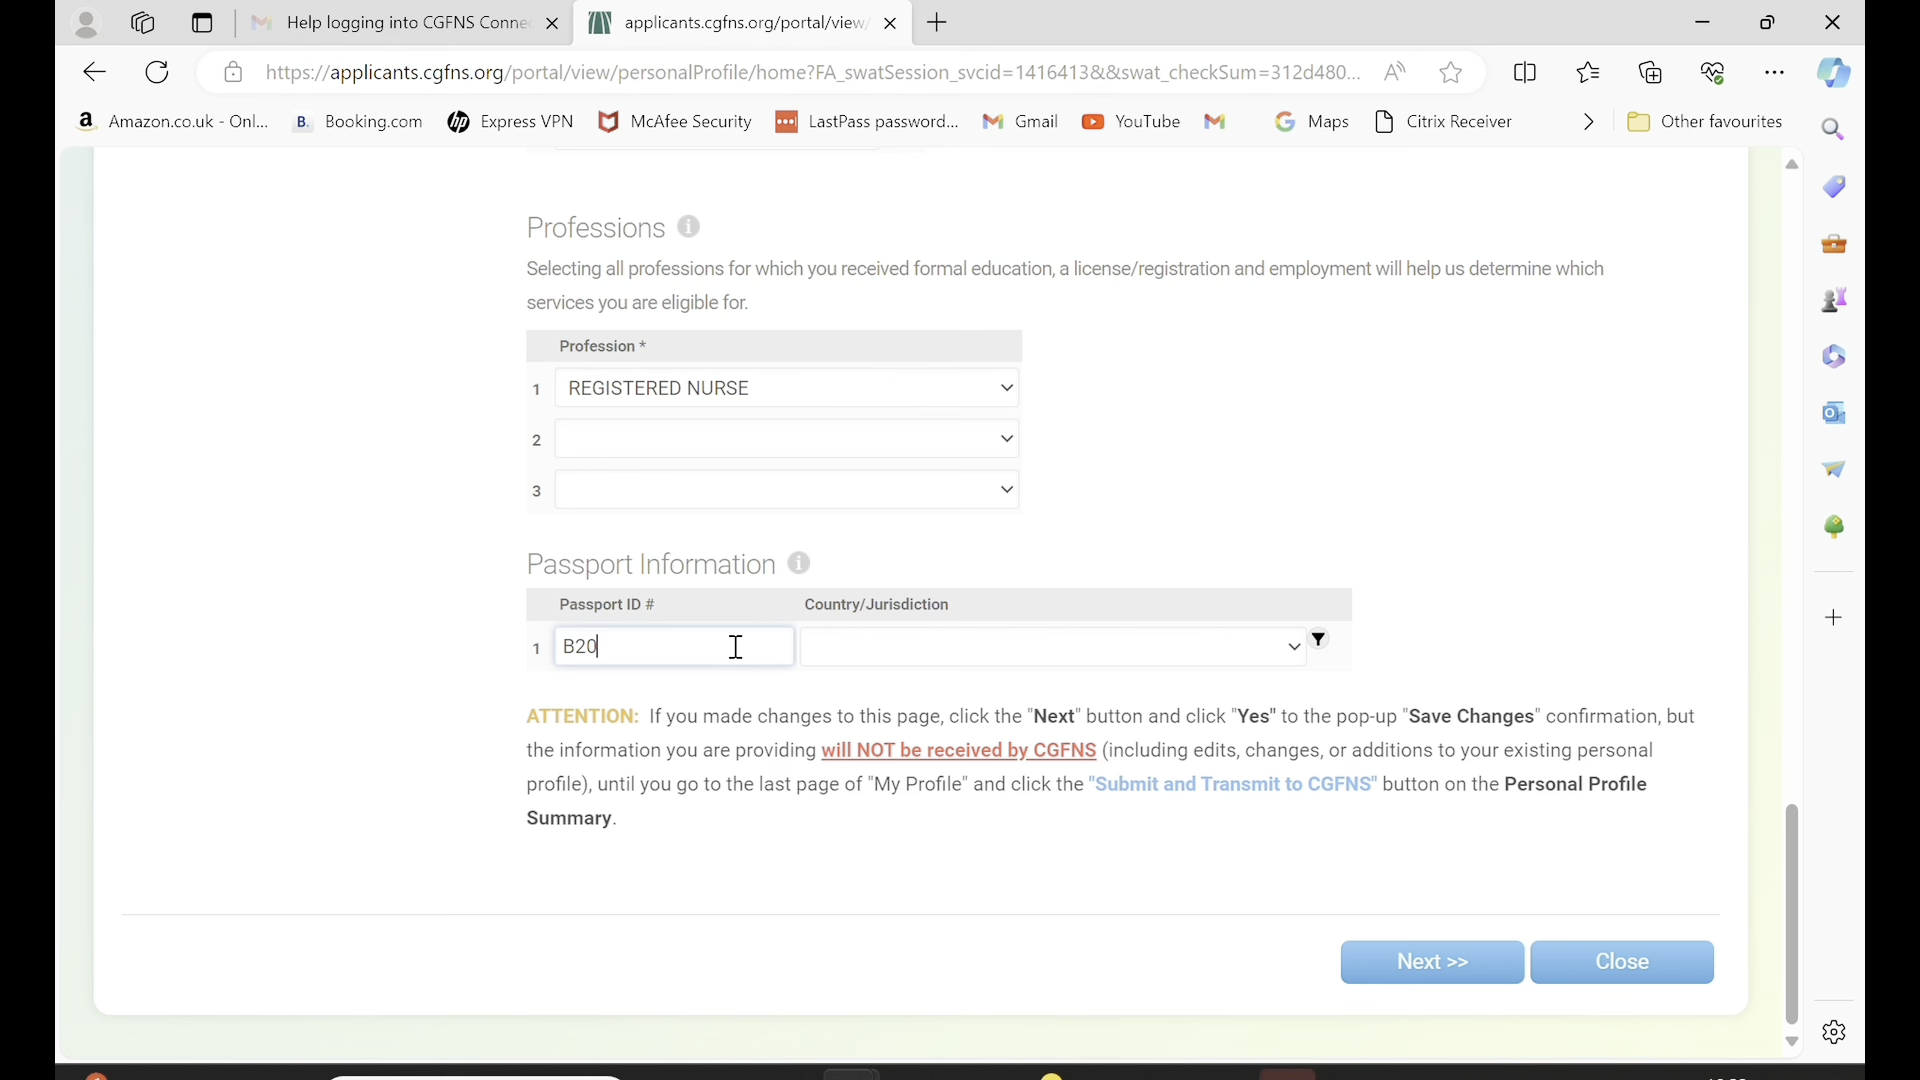 Help logging into CGFNS Conne
applicants.cgfns.org/portal/view/
https://applicants.cgfns.org/portal/view/personalProfile/home?FA_swatSession_svcid=1416413&&swat_checkSum=312d480...
Amazon.co.uk - Onl...
Booking.com
Express VPN
McAfee Security
LastPass password...
Gmail
YouTube
Maps
Citrix Receiver
Other favourites
Professions
Selecting all professions for which you received formal education, a license/registration and employment will help us determine which
services you are eligible for.
Profession *
1 REGISTERED NURSE
2
3
Passport Information
Passport ID # Country/Jurisdiction
1 B20
ATTENTION: If you made changes to this page, click the "Next" button and click "Yes" to the pop-up "Save Changes" confirmation, but
the information you are providing will NOT be received by CGFNS (including edits, changes, or additions to your existing personal
profile), until you go to the last page of "My Profile" and click the "Submit and Transmit to CGFNS" button on the Personal Profile
Summary.
Next >> Close